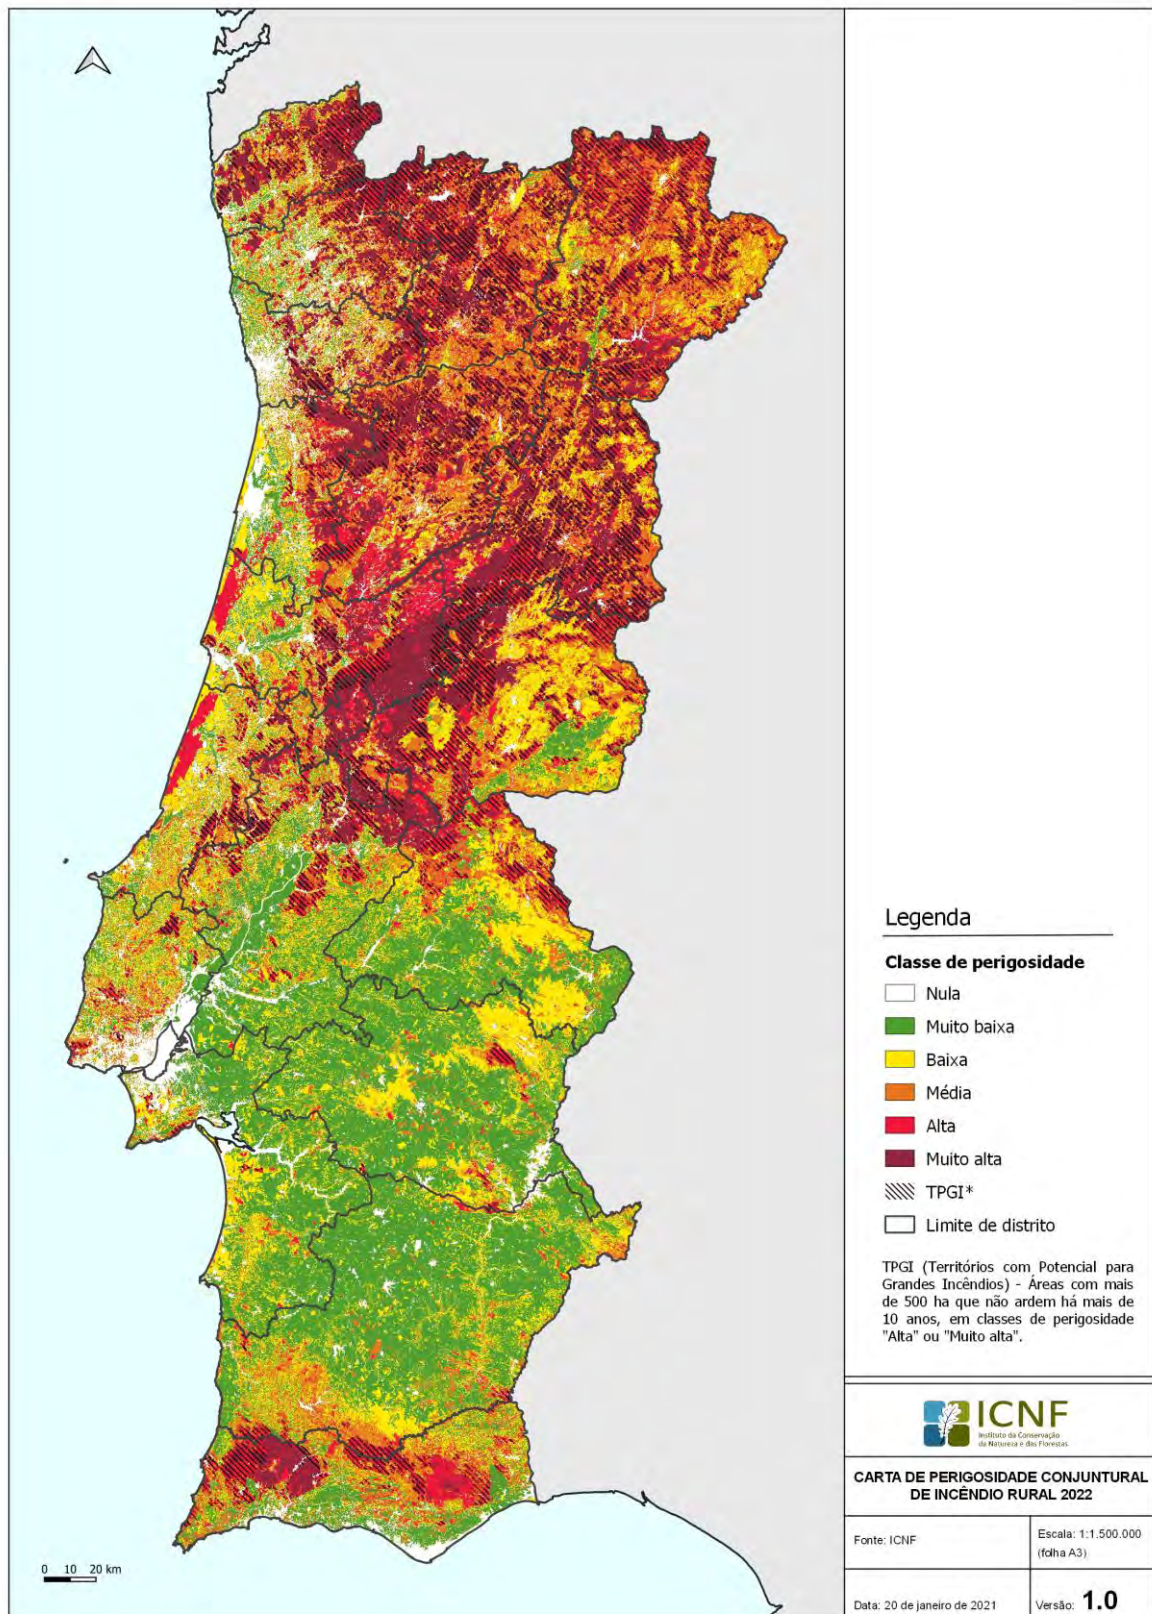 Legenda
Classe de perigosidade
Nula
Muito baixa
Baixa
Média
Alta
Muito alta
TPGI*
Limite de distrito
TPGI (Territórios com Potencial para
Grandes Incêndios) - Áreas com mais
de 500 ha que não ardem há mais de
10 anos, em classes de perigosidade
"Alta" ou "Muito alta".
ICNF
Instituto da Conservação
da Natureza e das Florestas
CARTA DE PERIGOSIDADE CONJUNTURAL
DE INCÊNDIO RURAL 2022
Fonte: ICNF
Escala: 1:1.500.000
(folha A3)
0 10 20 km
Data: 20 de janeiro de 2021
Versão: 1.0